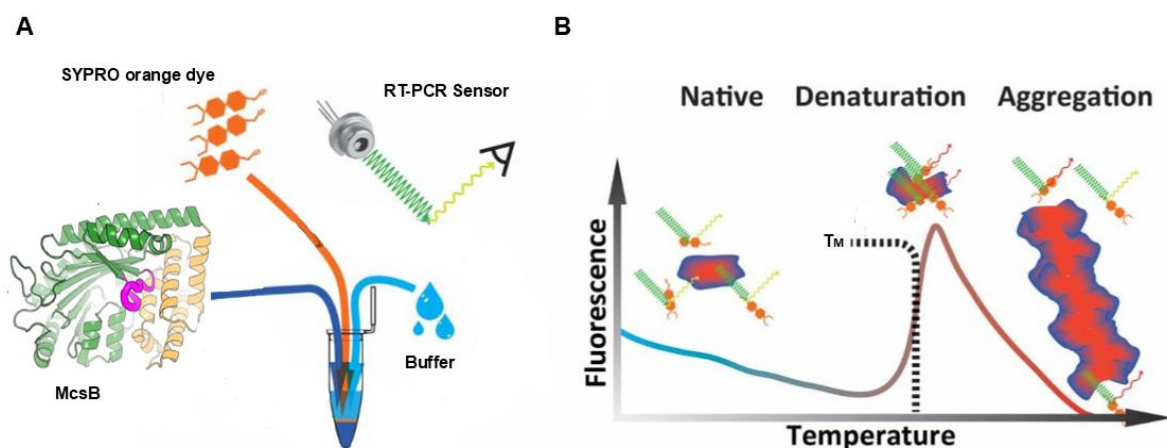 A
SYPRO orange dye
RT-PCR Sensor
McsB
Buffer
B
Native Denaturation Aggregation
Fluorescence
TM
Temperature